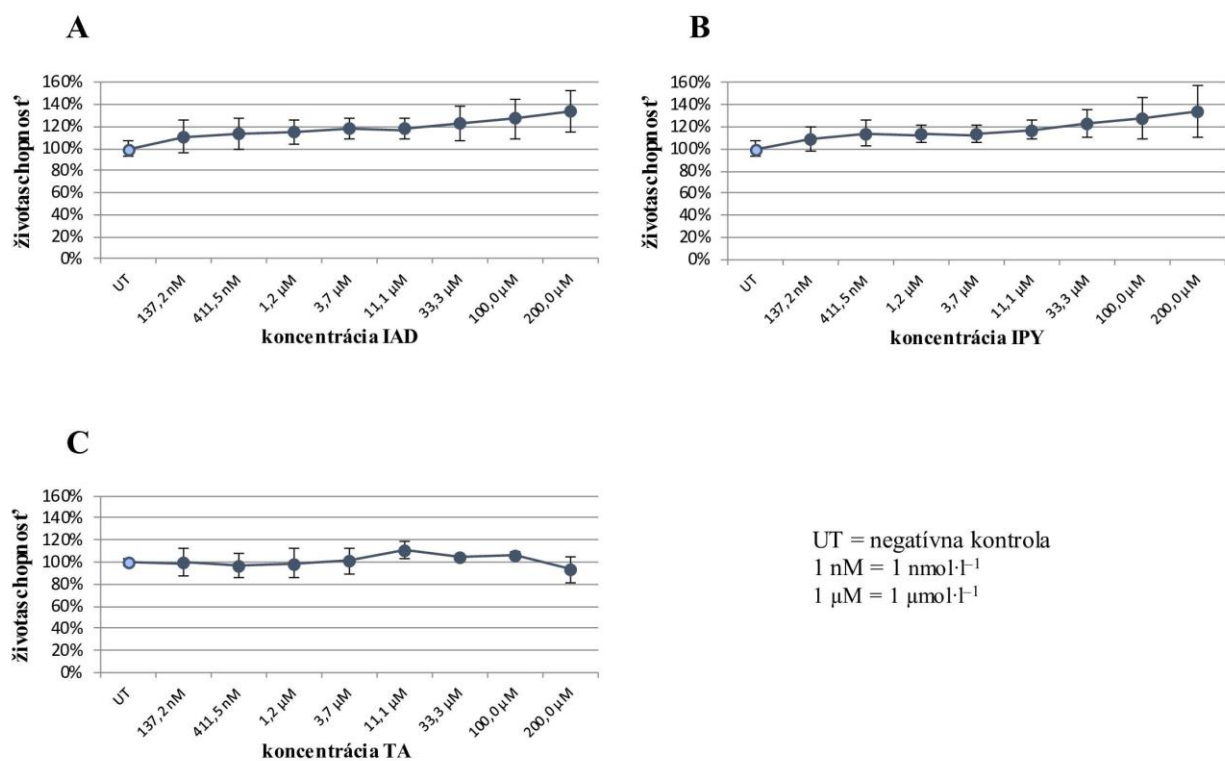 A
životaschopnosť
160%
140%
120%
100%
80%
60%
40%
20%
0%
UT
137,2 nM
411,5 nM
1,2 µM
3,7 µM
11,1 µM
33,3 µM
100,0 µM
200,0 µM
koncentrácia IAD
B
životaschopnosť
160%
140%
120%
100%
80%
60%
40%
20%
0%
UT
137,2 nM
411,5 nM
1,2 µM
3,7 µM
11,1 µM
33,3 µM
100,0 µM
200,0 µM
koncentrácia IPY
C
životaschopnosť
160%
140%
120%
100%
80%
60%
40%
20%
0%
UT
137,2 nM
411,5 nM
1,2 µM
3,7 µM
11,1 µM
33,3 µM
100,0 µM
200,0 µM
koncentrácia TA
UT = negatívna kontrola
1 nM = 1 nmol·l⁻¹
1 µM = 1 µmol·l⁻¹